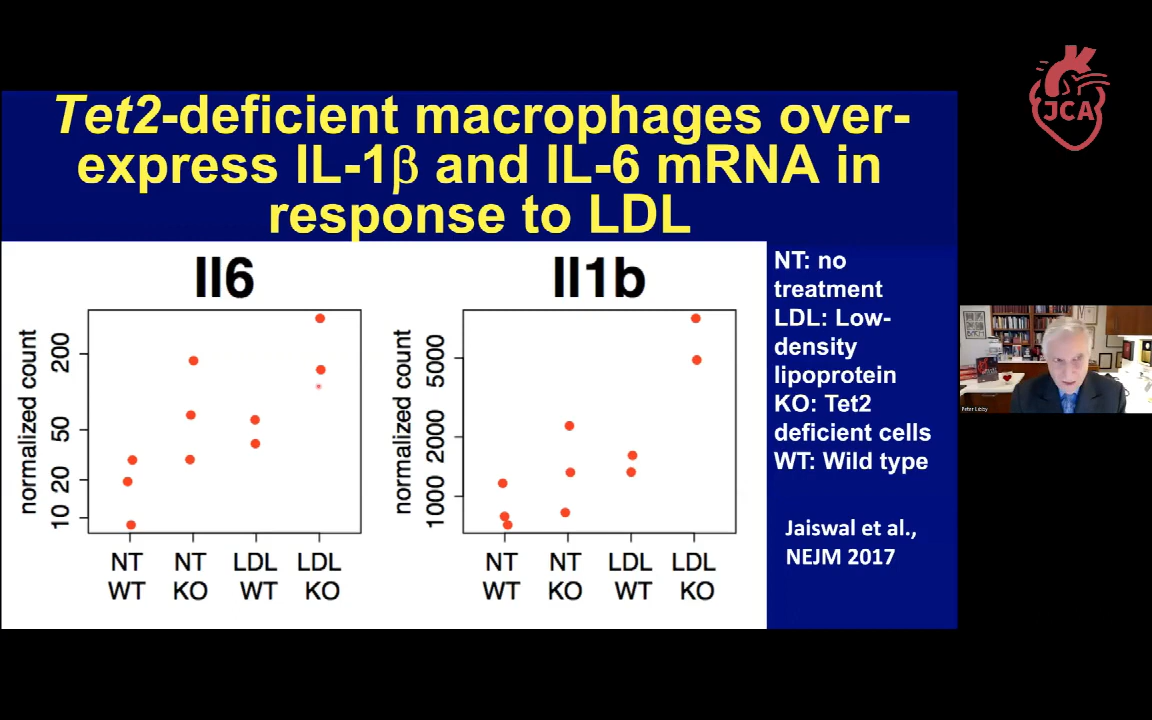 JCA
Tet2-deficient macrophages over-
express IL-1β and IL-6 mRNA in
response to LDL
Il6
normalized count
200
50
20
10
NT NT LDL LDL
WT KO WT KO
Il1b
normalized count
5000
2000
1000
NT NT LDL LDL
WT KO WT KO
NT: no
treatment
LDL: Low-
density
lipoprotein
KO: Tet2
deficient cells
WT: Wild type
Jaiswal et al.,
NEJM 2017
Peter Libby